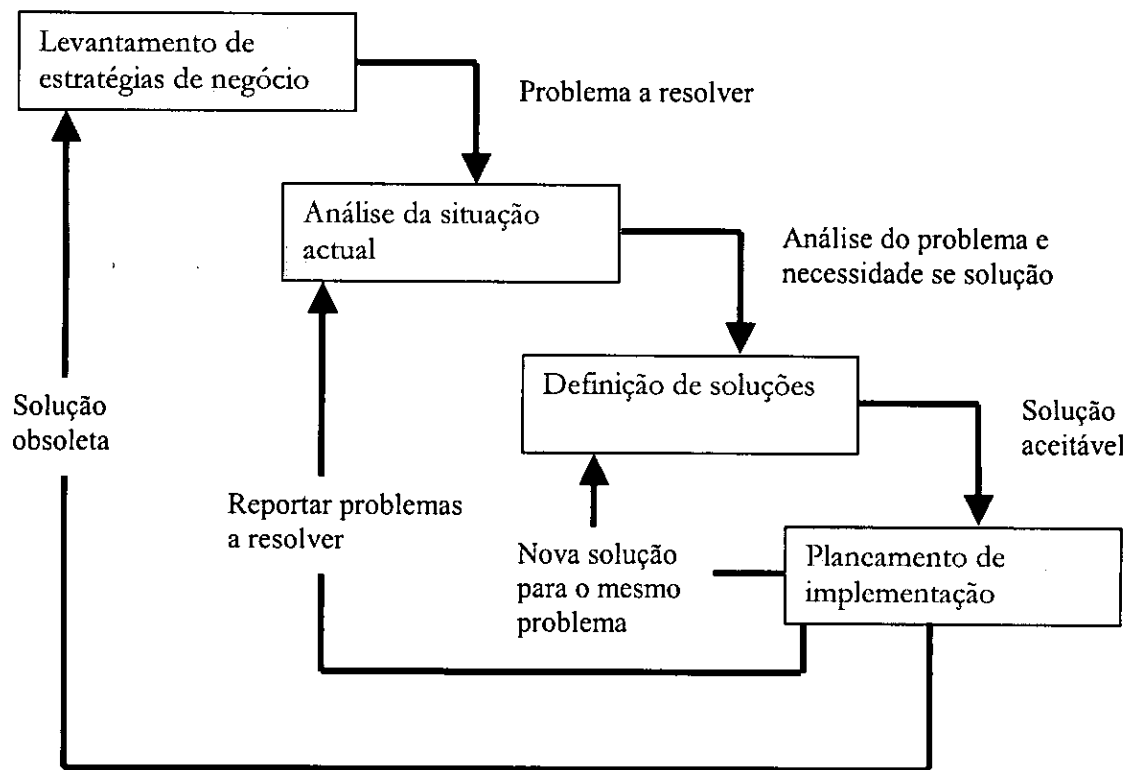 Levantamento de
estratégias de negócio
Problema a resolver
Análise da situação
actual
Análise do problema e
necessidade se solução
Definição de soluções
Solução
aceitável
Solução
obsoleta
Reportar problemas
a resolver
Nova solução
para o mesmo
problema
Planeamento de
implementação